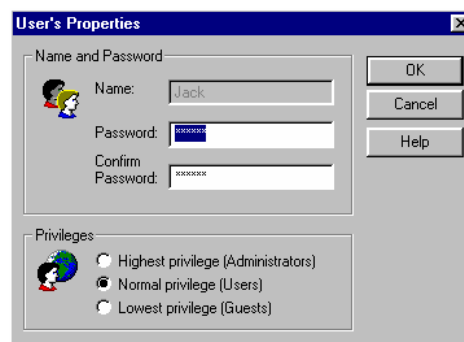 User's Properties
Name and Password
Name: Jack
Password: ******
Confirm
Password: ******
OK
Cancel
Help
Privileges
Highest privilege (Administrators)
Normal privilege (Users)
Lowest privilege (Guests)